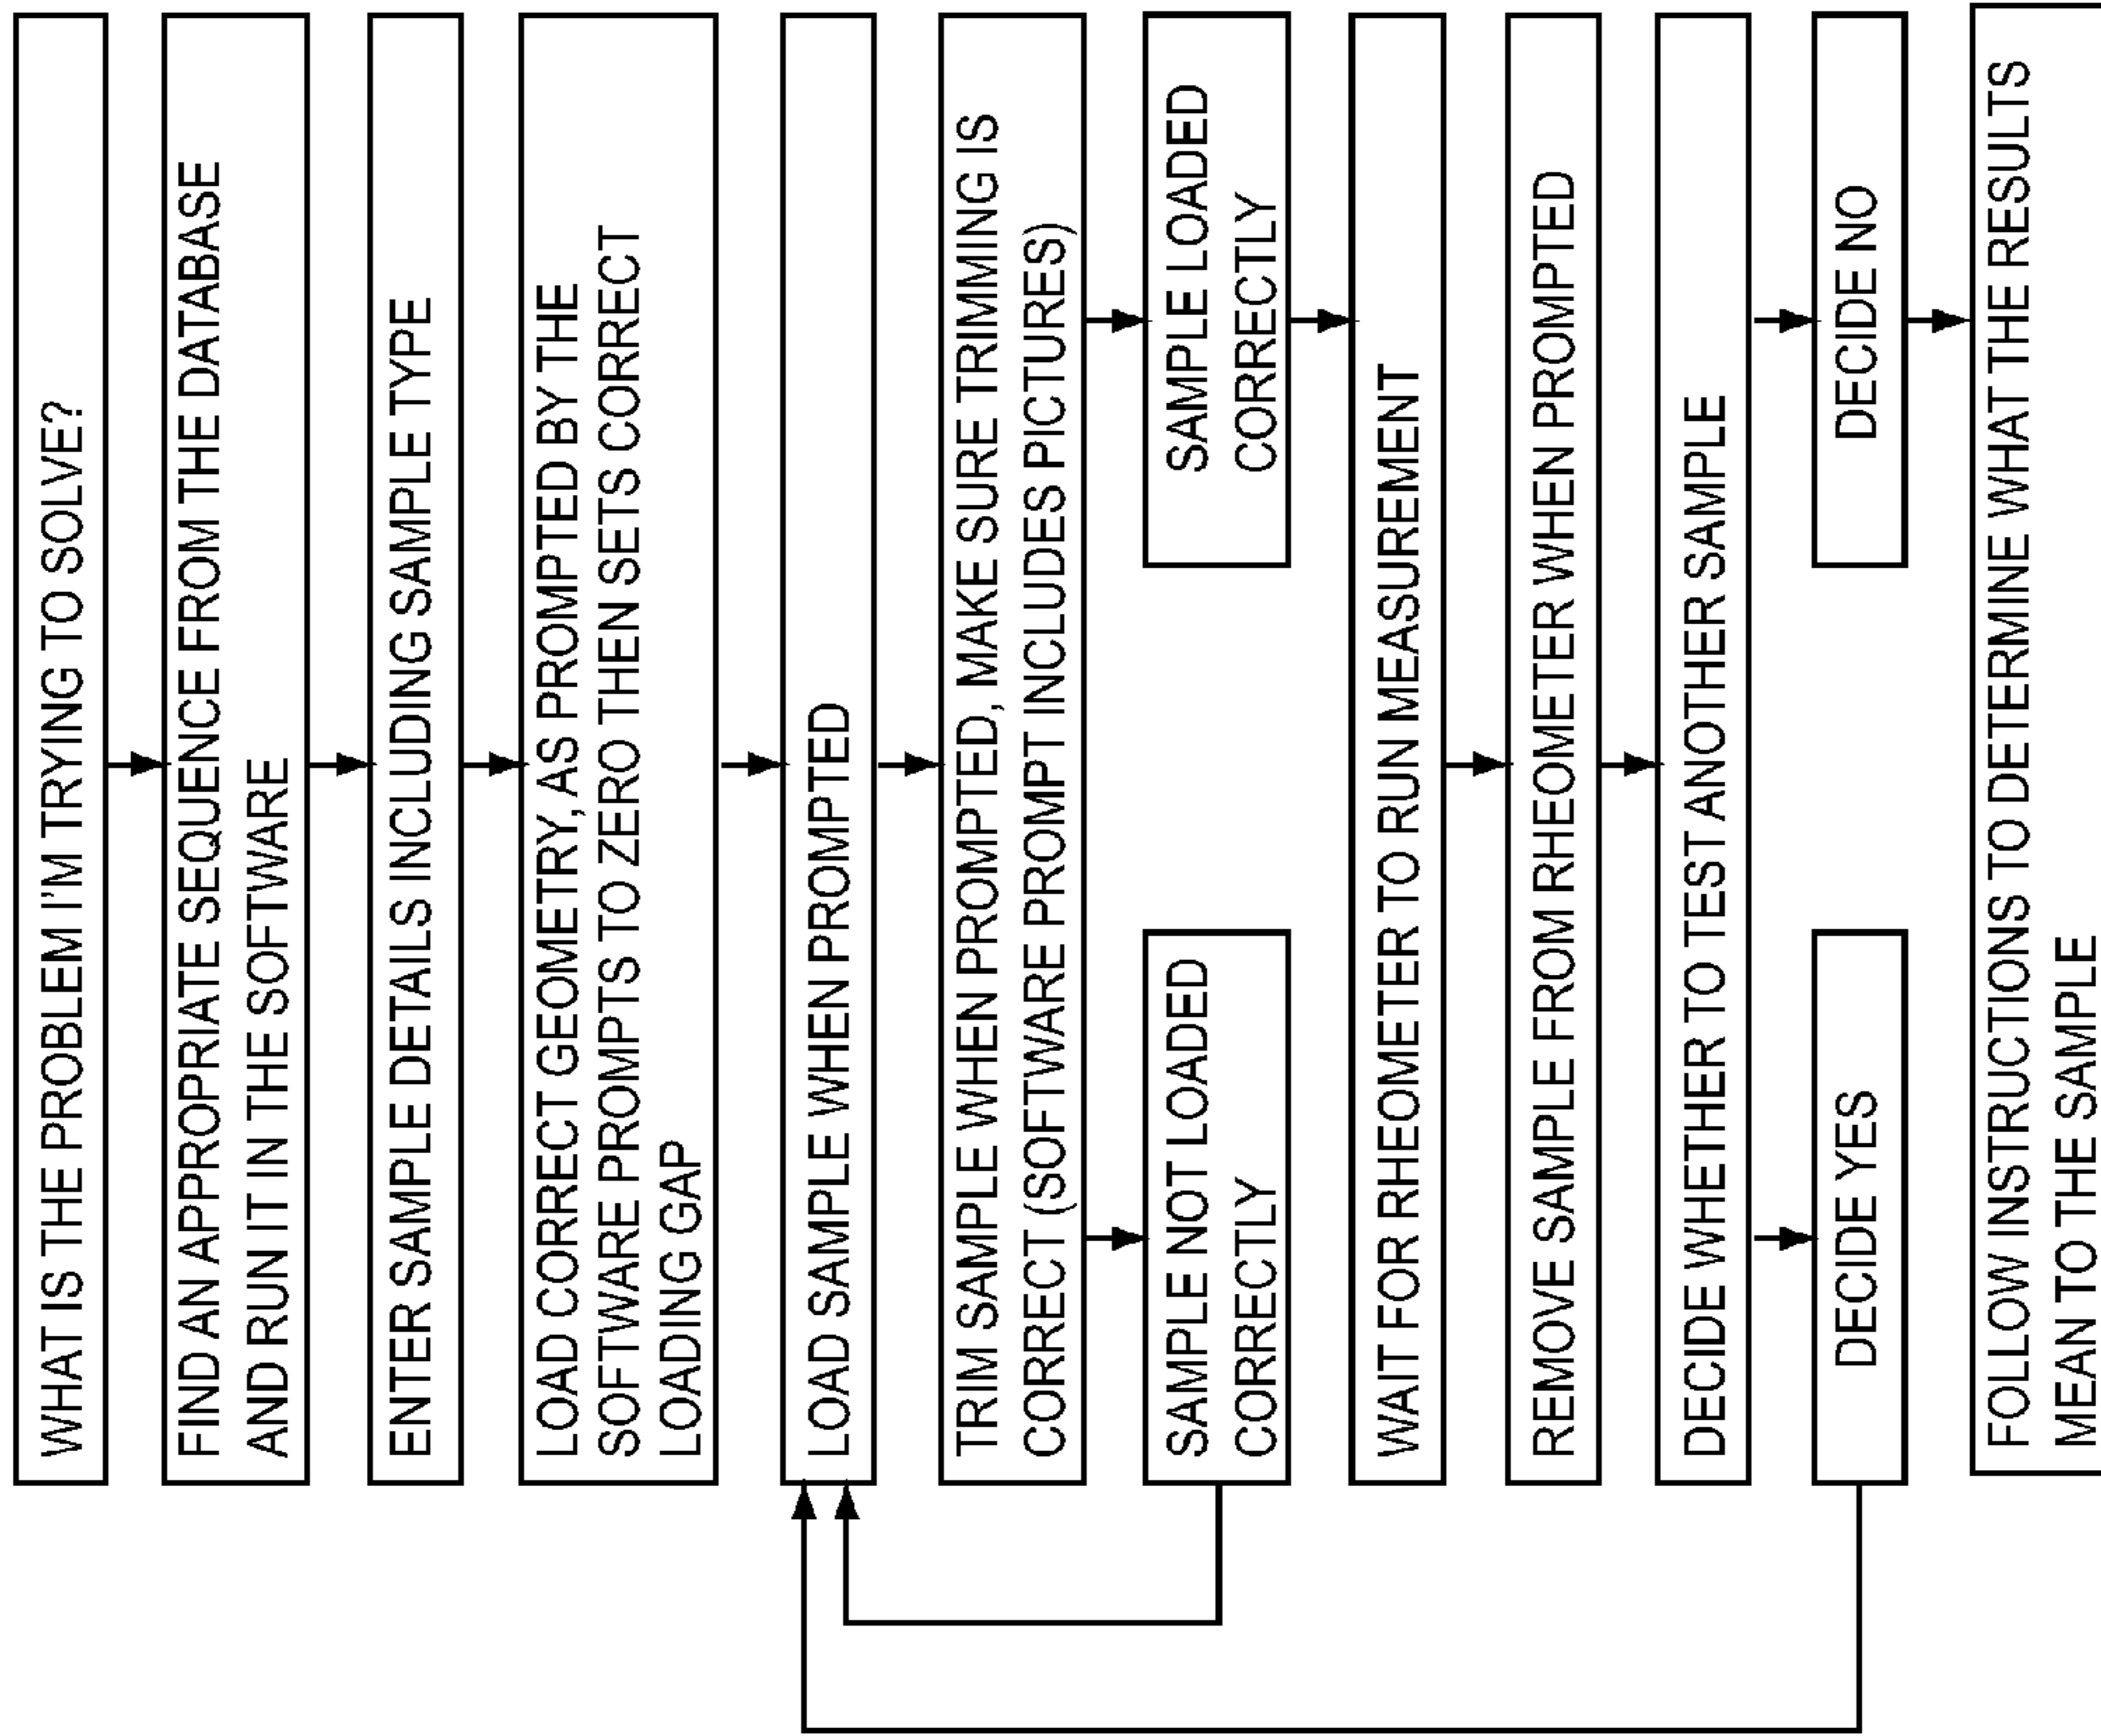 WHAT IS THE PROBLEM I'M TRYING TO SOLVE?
FIND AN APPROPRIATE SEQUENCE FROM THE DATABASE
AND RUN IT IN THE SOFTWARE
ENTER SAMPLE DETAILS INCLUDING SAMPLE TYPE
LOAD CORRECT GEOMETRY, AS PROMPTED BY THE
SOFTWARE PROMPTS TO ZERO THEN SETS CORRECT
LOADING GAP
LOAD SAMPLE WHEN PROMPTED
TRIM SAMPLE WHEN PROMPTED, MAKE SURE TRIMMING IS
CORRECT (SOFTWARE PROMPT INCLUDES PICTURES)
SAMPLE NOT LOADED
CORRECTLY
SAMPLE LOADED
CORRECTLY
WAIT FOR RHEOMETER TO RUN MEASUREMENT
REMOVE SAMPLE FROM RHEOMETER WHEN PROMPTED
DECIDE WHETHER TO TEST ANOTHER SAMPLE
DECIDE YES
DECIDE NO
FOLLOW INSTRUCTIONS TO DETERMINE WHAT THE RESULTS
MEAN TO THE SAMPLE